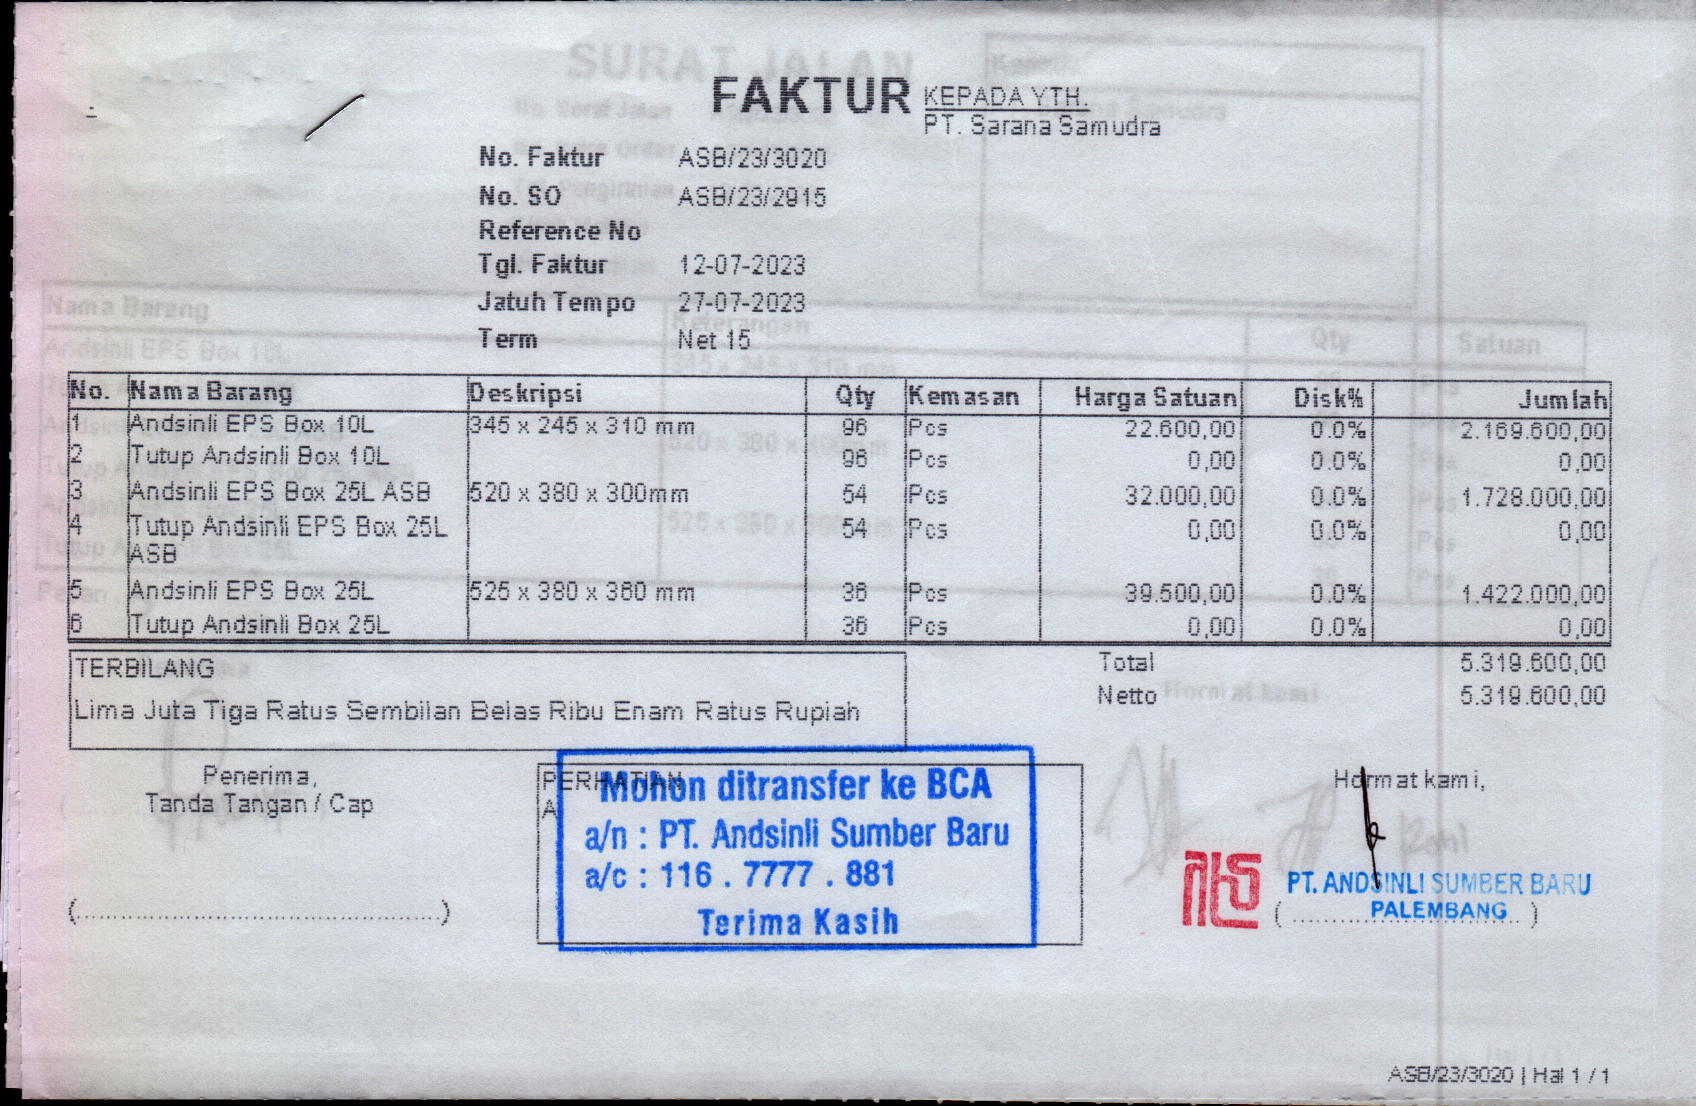 FAKTUR
KEPADA YTH.
PT. Sarana Samudra
No. Faktur ASB/23/3020
No. SO ASB/23/2915
Reference No
Tgl. Faktur 12-07-2023
Jatuh Tempo 27-07-2023
Term Net 15
No. Nama Barang Deskripsi Qty Kemasan Harga Satuan Disk% Jumlah
1 Andsinli EPS Box 10L 345 x 245 x 310 mm 96 Pcs 22.600,00 0.0% 2.169.600,00
2 Tutup Andsinli Box 10L 96 Pcs 0,00 0.0% 0,00
3 Andsinli EPS Box 25L ASB 520 x 380 x 300mm 54 Pcs 32.000,00 0.0% 1.728.000,00
4 Tutup Andsinli EPS Box 25L 54 Pcs 0,00 0.0% 0,00
ASB
5 Andsinli EPS Box 25L 525 x 380 x 360 mm 36 Pcs 39.500,00 0.0% 1.422.000,00
6 Tutup Andsinli Box 25L 36 Pcs 0,00 0.0% 0,00
TERBILANG
Lima Juta Tiga Ratus Sembilan Belas Ribu Enam Ratus Rupiah
Total 5.319.600,00
Netto 5.319.600,00
Penerima,
Tanda Tangan / Cap
(..........................................)
PERHATIAN
Mohon ditransfer ke BCA
a/n : PT. Andsinli Sumber Baru
a/c : 116 . 7777 . 881
Terima Kasih
Hormat kami,
PT. ANDSINLI SUMBER BARU
PALEMBANG
(..............................)
ASB/23/3020 | Hal 1 / 1